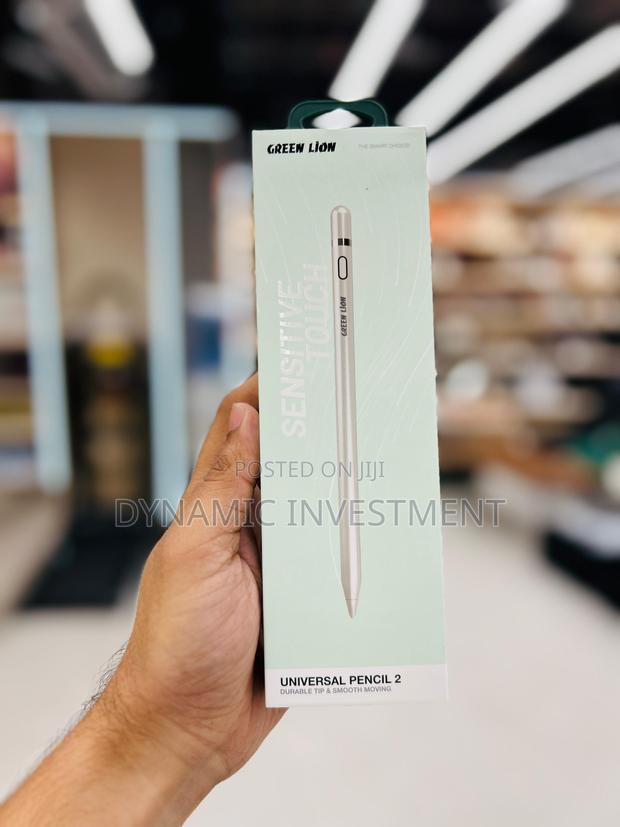 GREEN LION
THE SMART CHOICE!
SENSITIVE
TOUCH
GREEN LION
POSTED ON JIJI
DYNAMIC INVESTMENT
UNIVERSAL PENCIL 2
DURABLE TIP & SMOOTH MOVING